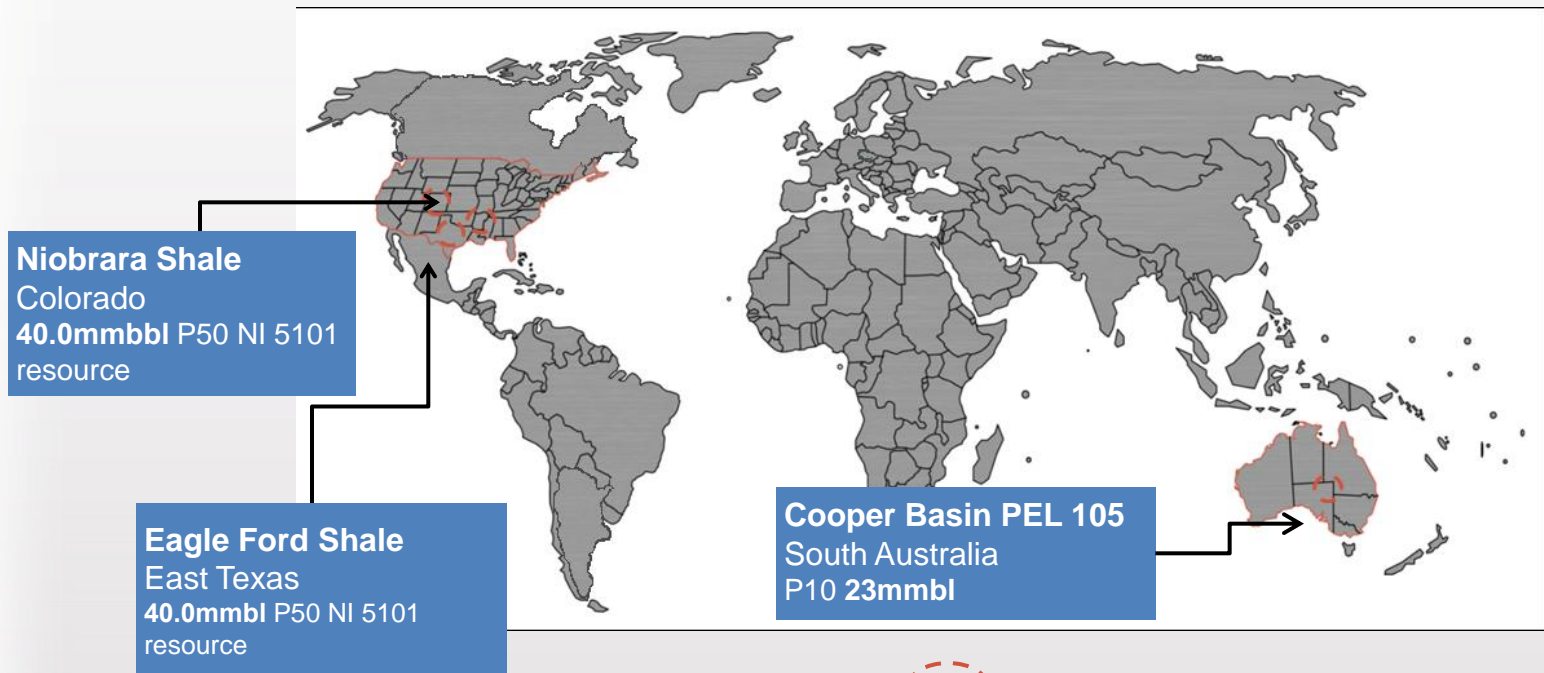 Niobrara Shale
Colorado
40.0mmbbl P50 NI 5101
resource
Eagle Ford Shale
East Texas
40.0mmbl P50 NI 5101
resource
Cooper Basin PEL 105
South Australia
P10 23mmbl